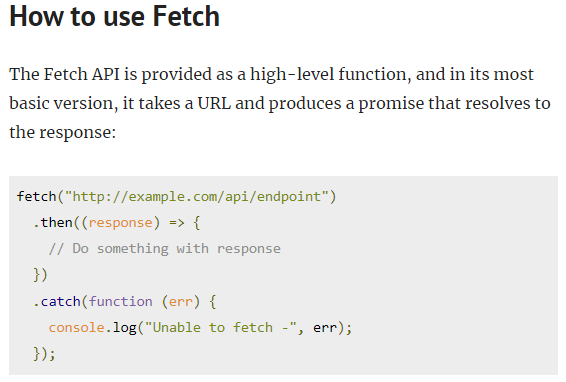 How to use Fetch
The Fetch API is provided as a high-level function, and in its most
basic version, it takes a URL and produces a promise that resolves to
the response:
fetch("http://example.com/api/endpoint")
  .then((response) => {
    // Do something with response
  })
  .catch(function (err) {
    console.log("Unable to fetch -", err);
  });